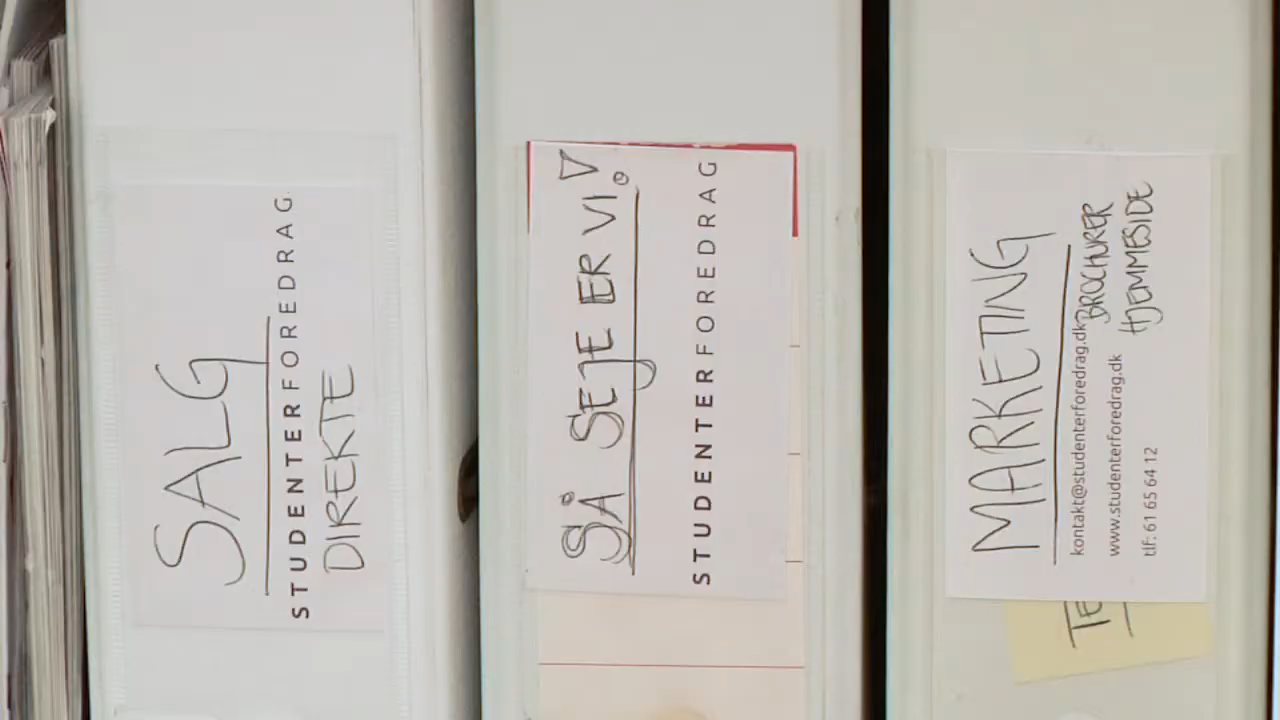 SALG
STUDENTERFOREDRAG
DIREKTE
SÅ SEJE ER VI!
STUDENTERFOREDRAG
MARKETING
kontakt@studenterforedrag.dk
BROCHURER
www.studenterforedrag.dk
HJEMMESIDE
tlf: 61 65 64 12